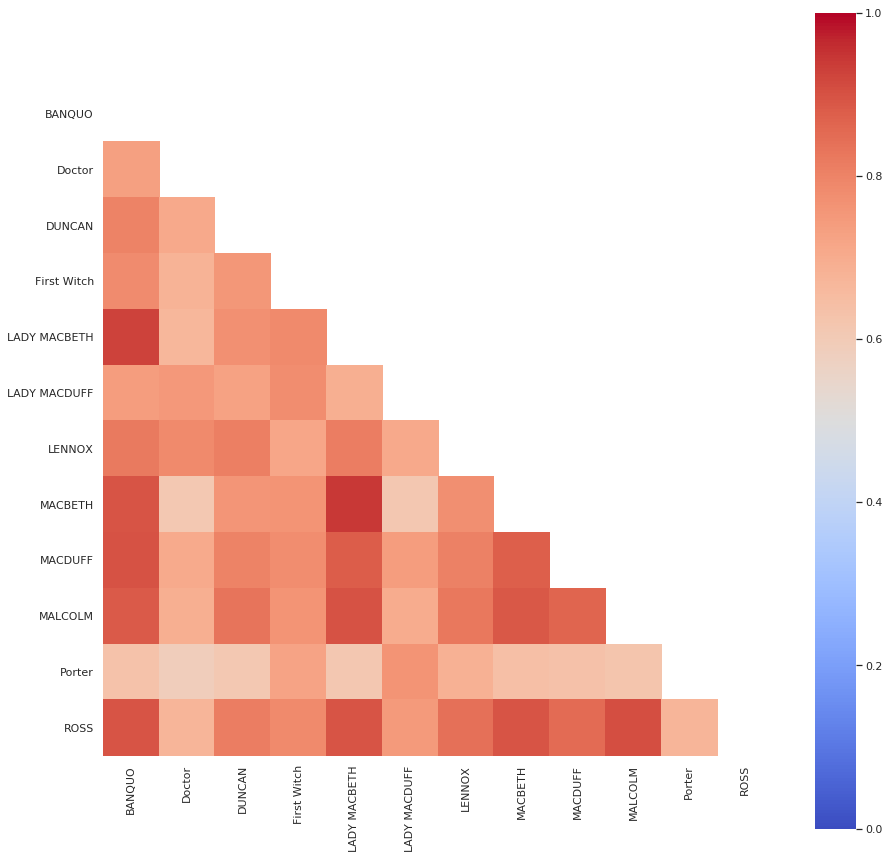 1.0
BANQUO
Doctor
0.8
DUNCAN
First Witch
LADY MACBETH
0.6
LADY MACDUFF
LENNOX
MACBETH
0.4
MACDUFF
MALCOLM
0.2
Porter
ROSS
0.0
BANQUO
Doctor
DUNCAN
First Witch
LADY MACBETH
LADY MACDUFF
LENNOX
MACBETH
MACDUFF
MALCOLM
Porter
ROSS